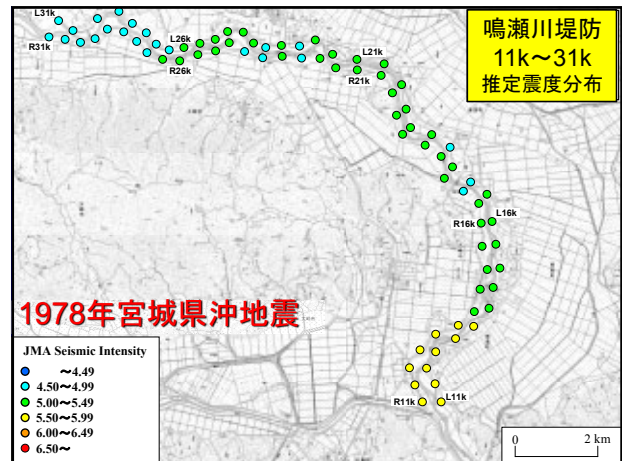 鳴瀬川堤防
11k～31k
推定震度分布
L31k
R31k
L26k
R26k
L21k
R21k
L16k
R16k
1978年宮城県沖地震
JMA Seismic Intensity
～4.49
4.50～4.99
5.00～5.49
5.50～5.99
6.00～6.49
6.50～
R11k
L11k
0 2 km